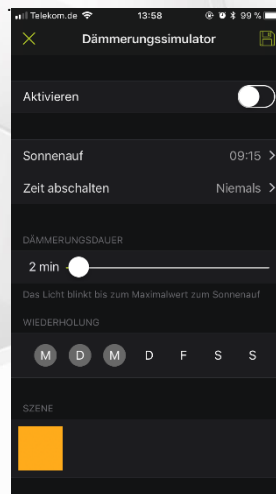 Telekom.de 13:58 99 %
Dämmerungssimulator
Aktivieren
Sonnenauf 09:15
Zeit abschalten Niemals
DÄMMERUNGSDAUER
2 min
Das Licht blinkt bis zum Maximalwert zum Sonnenauf
WIEDERHOLUNG
M D M D F S S
SZENE